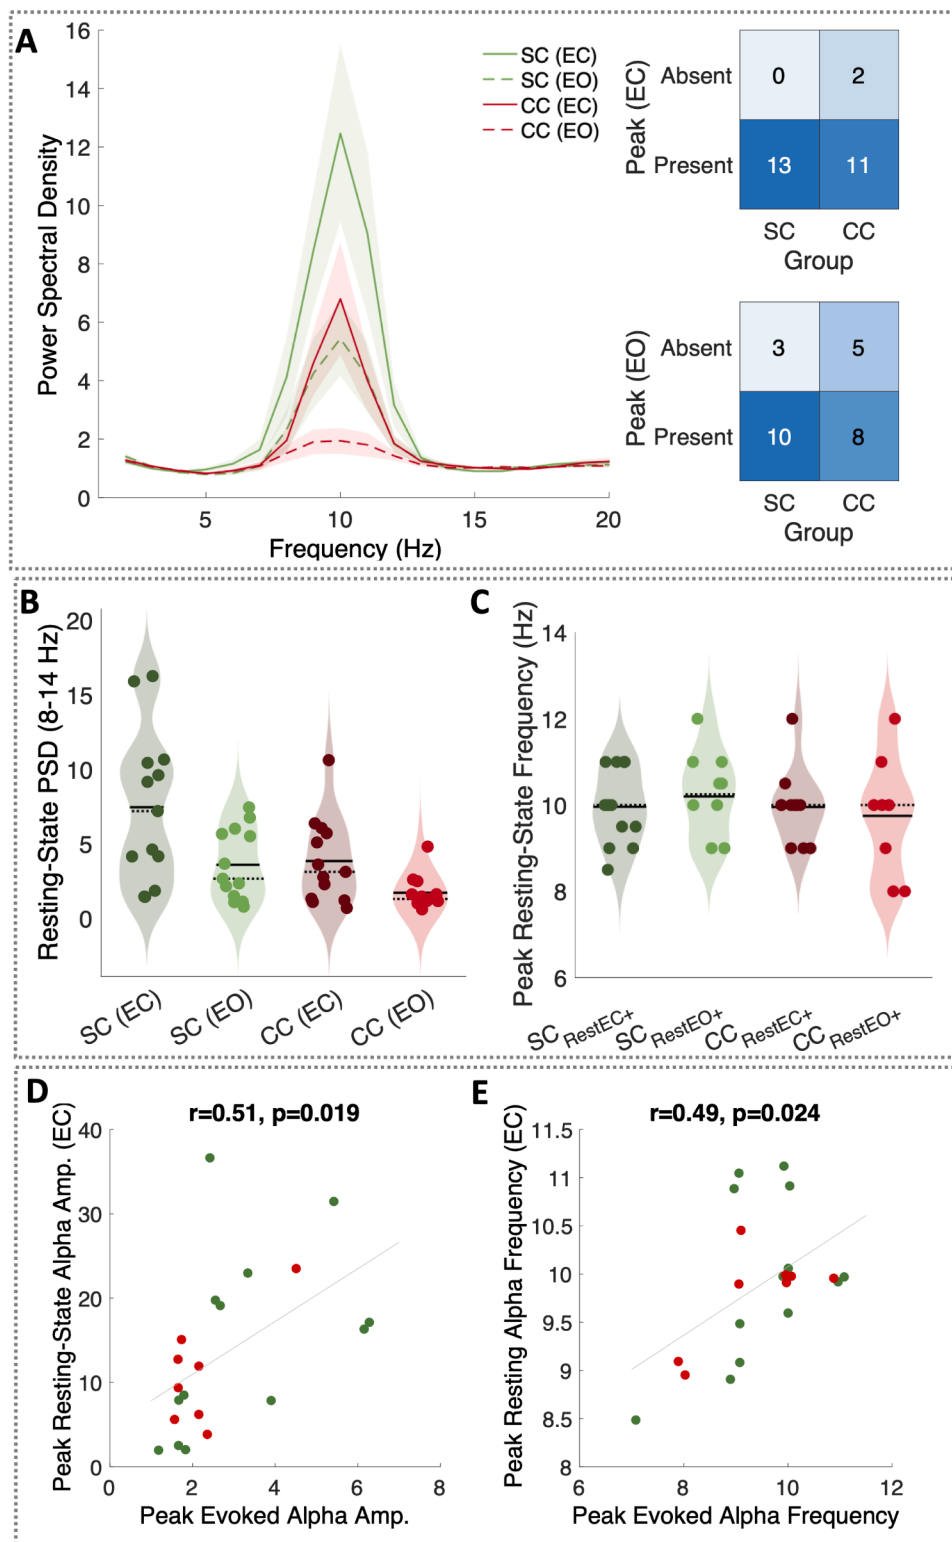 A
16
14
12
10
8
6
4
2
0
Power Spectral Density
5
10
15
20
Frequency (Hz)
SC (EC)
SC (EO)
CC (EC)
CC (EO)
Peak (EC)
Absent
Present
0
2
13
11
SC
CC
Group
Peak (EO)
Absent
Present
3
5
10
8
SC
CC
Group
B
Resting-State PSD (8-14 Hz)
20
15
10
5
0
SC (EC)
SC (EO)
CC (EC)
CC (EO)
C
Peak Resting-State Frequency (Hz)
14
12
10
8
6
SC RestEC+
SC RestEO+
CC RestEC+
CC RestEO+
D
r=0.51, p=0.019
Peak Resting-State Alpha Amp. (EC)
40
30
20
10
0
0
2
4
6
8
Peak Evoked Alpha Amp.
E
r=0.49, p=0.024
Peak Resting Alpha Frequency (EC)
11.5
11
10.5
10
9.5
9
8.5
8
6
8
10
12
Peak Evoked Alpha Frequency